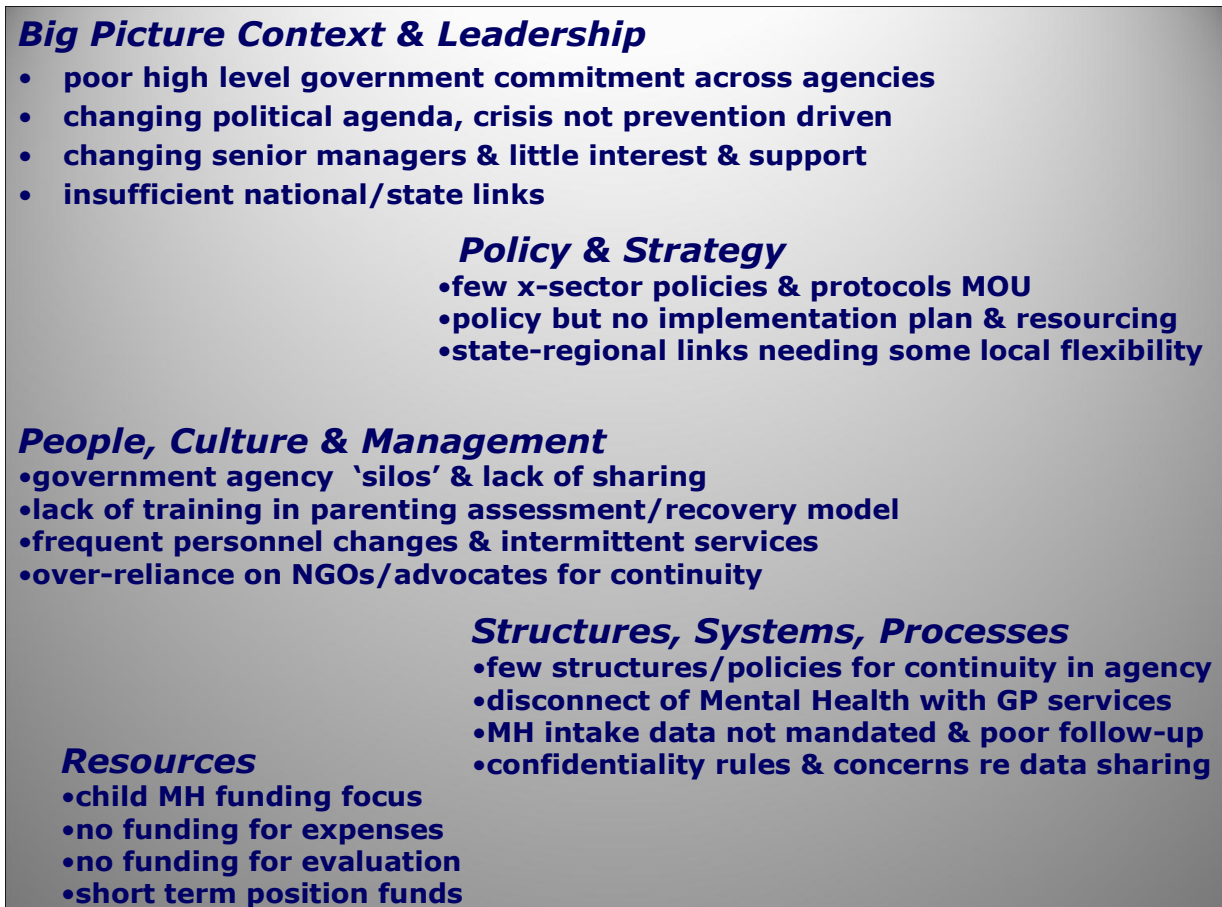 Big Picture Context & Leadership
• poor high level government commitment across agencies
• changing political agenda, crisis not prevention driven
• changing senior managers & little interest & support
• insufficient national/state links
Policy & Strategy
•few x-sector policies & protocols MOU
•policy but no implementation plan & resourcing
•state-regional links needing some local flexibility
People, Culture & Management
•government agency ‘silos’ & lack of sharing
•lack of training in parenting assessment/recovery model
•frequent personnel changes & intermittent services
•over-reliance on NGOs/advocates for continuity
Structures, Systems, Processes
•few structures/policies for continuity in agency
•disconnect of Mental Health with GP services
•MH intake data not mandated & poor follow-up
•confidentiality rules & concerns re data sharing
Resources
•child MH funding focus
•no funding for expenses
•no funding for evaluation
•short term position funds